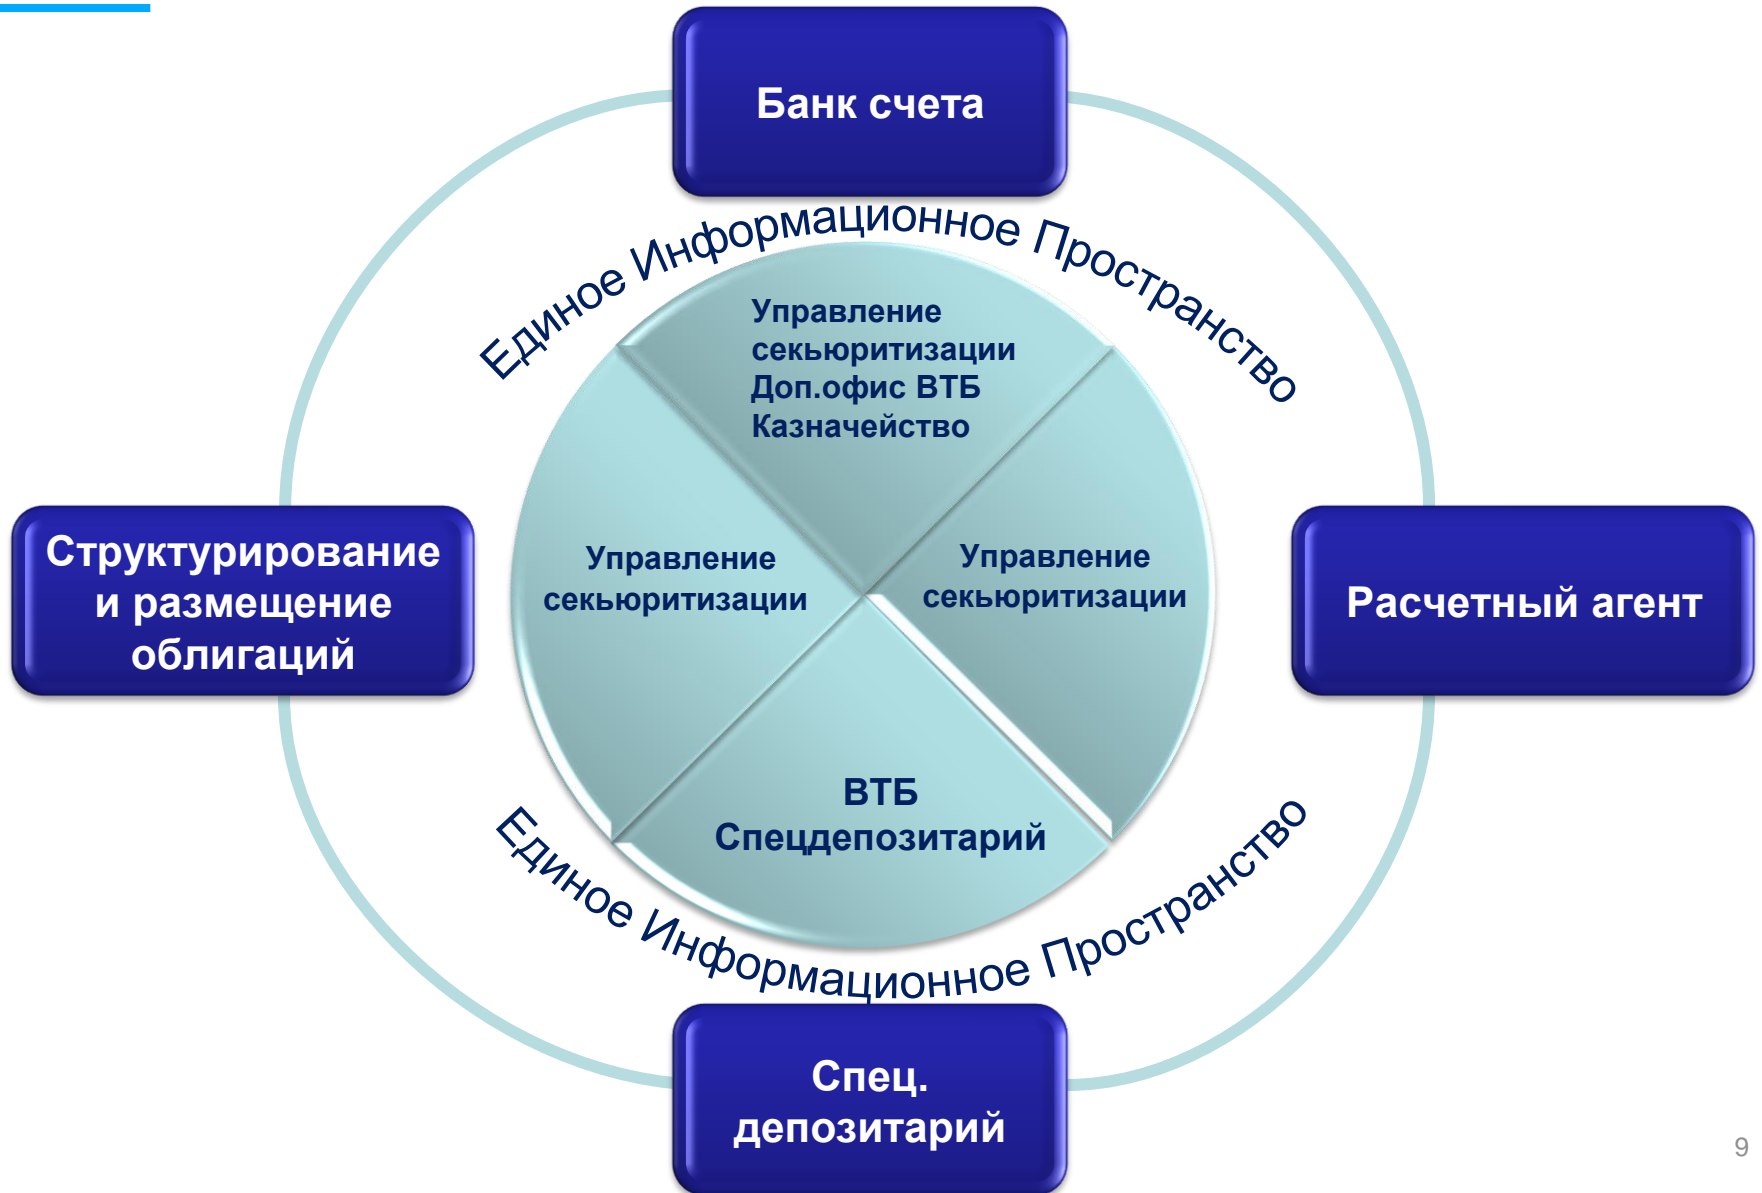 Банк счета
Единое Информационное Пространство
Управление
секьюритизации
Доп.офис ВТБ
Казначейство
Структурирование
и размещение
облигаций
Управление
секьюритизации
Управление
секьюритизации
Расчетный агент
ВТБ
Спецдепозитарий
Единое Информационное Пространство
Спец.
депозитарий
9